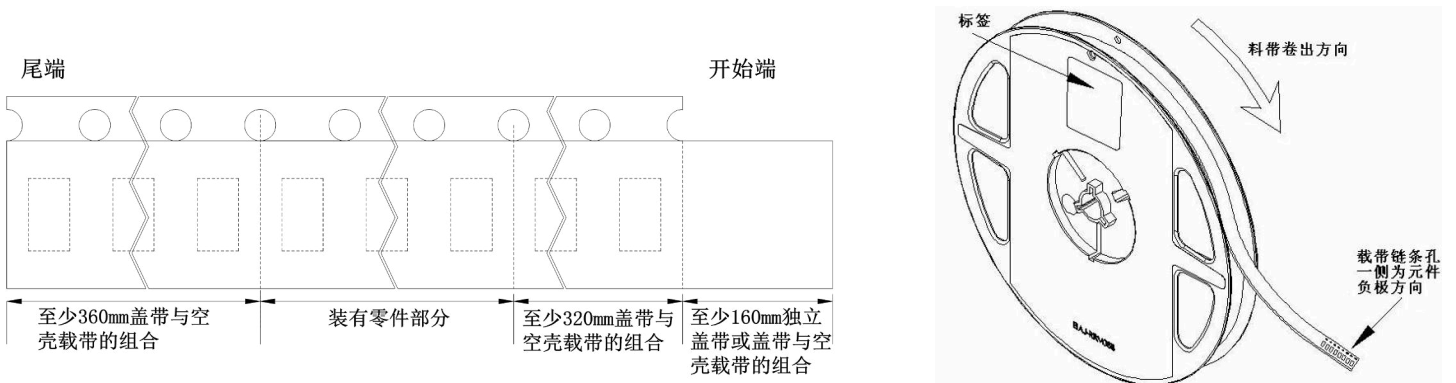 尾端
开始端
至少360mm盖带与空
壳载带的组合
装有零件部分
至少320mm盖带与
空壳载带的组合
至少160mm独立
盖带或盖带与空
壳载带的组合
标签
料带卷出方向
载带链条孔
一侧为元件
负极方向